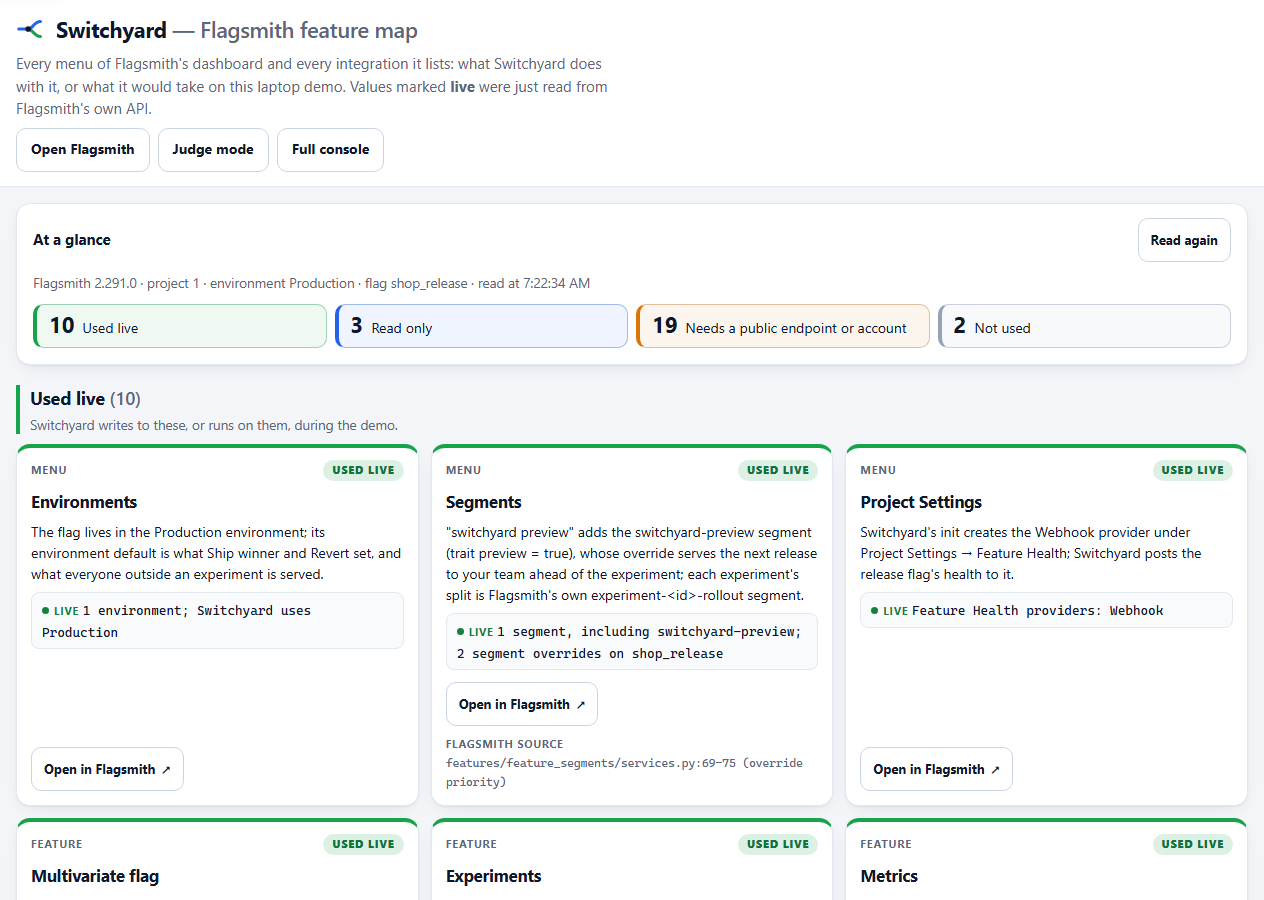 Switchyard — Flagsmith feature map
Every menu of Flagsmith's dashboard and every integration it lists: what Switchyard does
with it, or what it would take on this laptop demo. Values marked live were just read from
Flagsmith's own API.
Open Flagsmith
Judge mode
Full console
At a glance
Read again
Flagsmith 2.291.0 · project 1 · environment Production · flag shop_release · read at 7:22:34 AM
10 Used live
3 Read only
19 Needs a public endpoint or account
2 Not used
Used live (10)
Switchyard writes to these, or runs on them, during the demo.
MENU
USED LIVE
Environments
The flag lives in the Production environment; its
environment default is what Ship winner and Revert set, and
what everyone outside an experiment is served.
LIVE 1 environment; Switchyard uses
Production
Open in Flagsmith ↗
MENU
USED LIVE
Segments
"switchyard preview" adds the switchyard-preview segment
(trait preview = true), whose override serves the next release
to your team ahead of the experiment; each experiment's
split is Flagsmith's own experiment-<id>-rollout segment.
LIVE 1 segment, including switchyard-preview;
2 segment overrides on shop_release
Open in Flagsmith ↗
FLAGSMITH SOURCE
features/feature_segments/services.py:69–75 (override
priority)
MENU
USED LIVE
Project Settings
Switchyard's init creates the Webhook provider under
Project Settings → Feature Health; Switchyard posts the
release flag's health to it.
LIVE Feature Health providers: Webhook
Open in Flagsmith ↗
FEATURE
USED LIVE
Multivariate flag
FEATURE
USED LIVE
Experiments
FEATURE
USED LIVE
Metrics